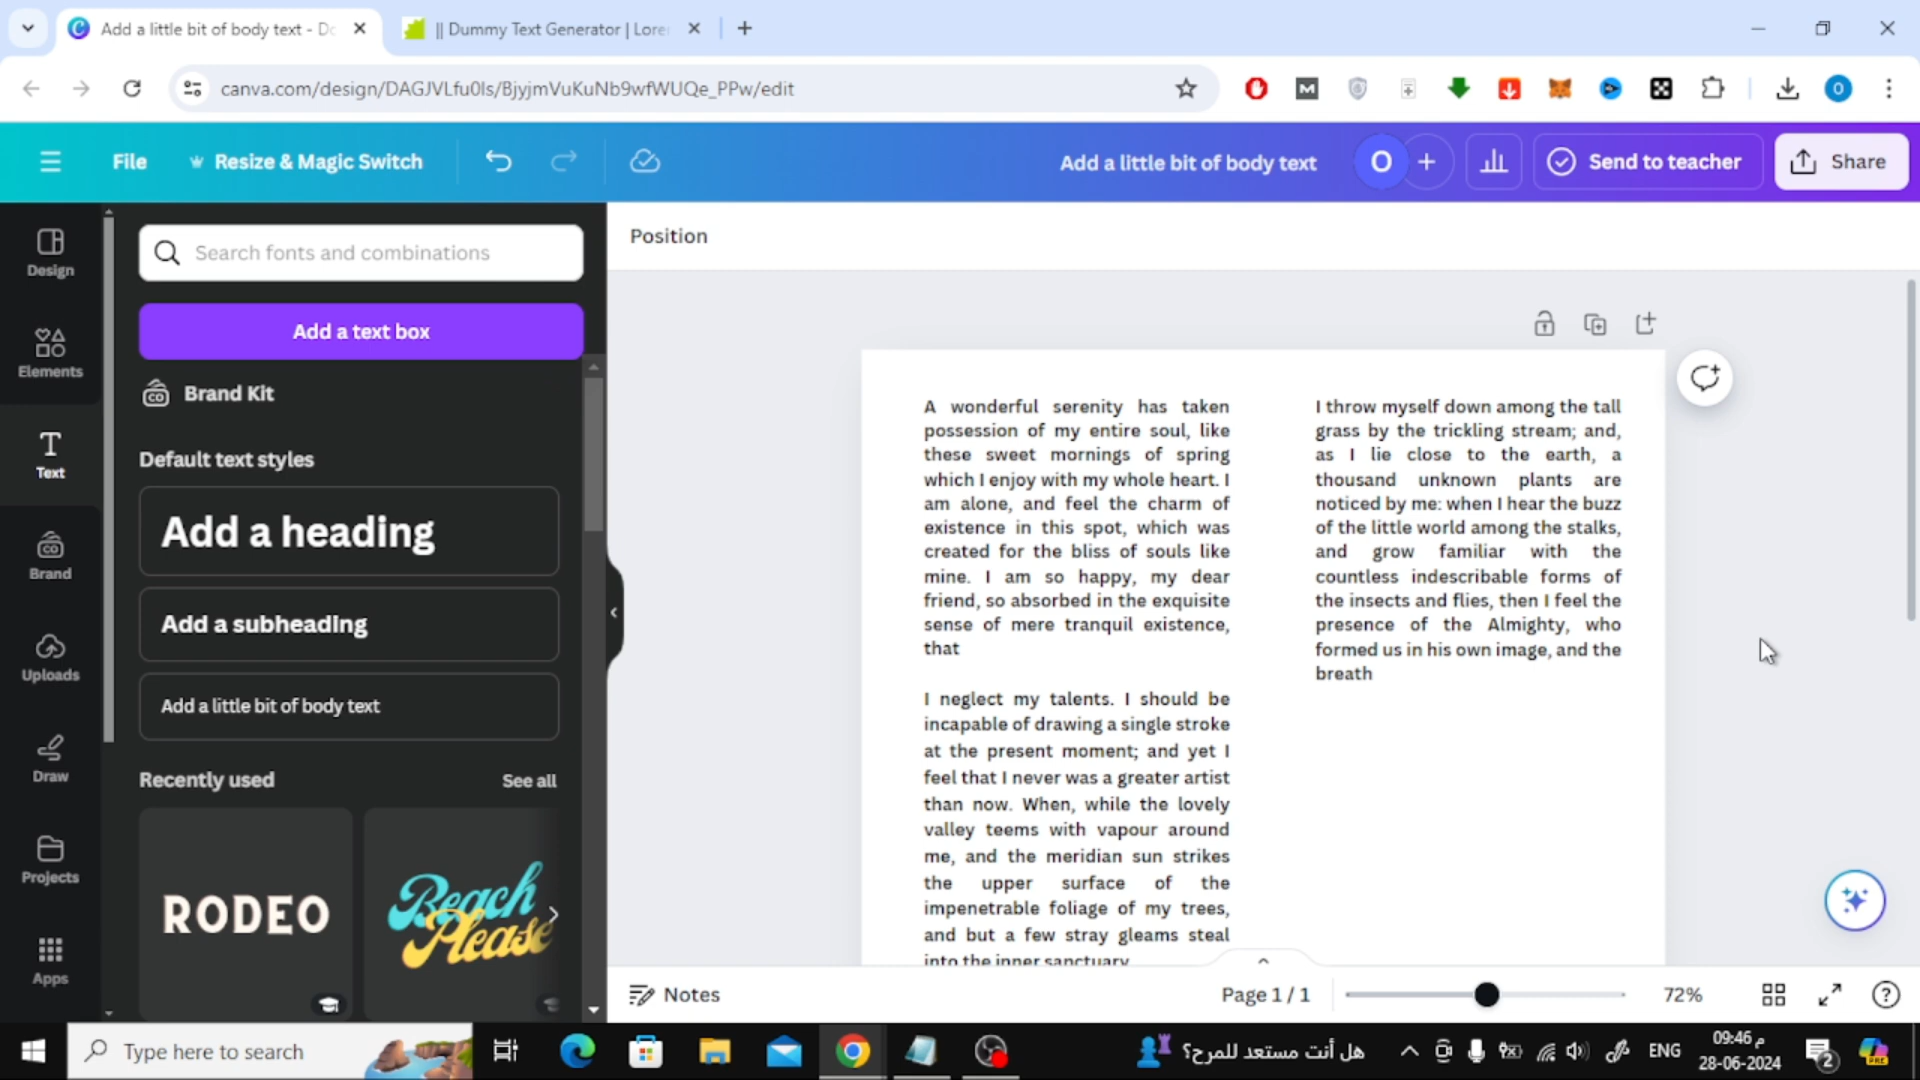 Add a little bit of body text - Do
|| Dummy Text Generator | Lore
canva.com/design/DAGJVLfu0ls/BjyjmVuKuNb9wfWUQe_PPw/edit
File
Resize & Magic Switch
Add a little bit of body text
O
Send to teacher
Share
Design
Elements
Text
Brand
Uploads
Draw
Projects
Apps
Search fonts and combinations
Add a text box
Brand Kit
Default text styles
Add a heading
Add a subheading
Add a little bit of body text
Recently used
See all
RODEO
Beach
Please
Position
A wonderful serenity has taken
possession of my entire soul, like
these sweet mornings of spring
which I enjoy with my whole heart. I
am alone, and feel the charm of
existence in this spot, which was
created for the bliss of souls like
mine. I am so happy, my dear
friend, so absorbed in the exquisite
sense of mere tranquil existence,
that
I neglect my talents. I should be
incapable of drawing a single stroke
at the present moment; and yet I
feel that I never was a greater artist
than now. When, while the lovely
valley teems with vapour around
me, and the meridian sun strikes
the upper surface of the
impenetrable foliage of my trees,
and but a few stray gleams steal
into the inner sanctuary
I throw myself down among the tall
grass by the trickling stream; and,
as I lie close to the earth, a
thousand unknown plants are
noticed by me: when I hear the buzz
of the little world among the stalks,
and grow familiar with the
countless indescribable forms of
the insects and flies, then I feel the
presence of the Almighty, who
formed us in his own image, and the
breath
Notes
Page 1 / 1
72%
Type here to search
هل أنت مستعد للمرح؟
ENG
09:46 م
28-06-2024
2